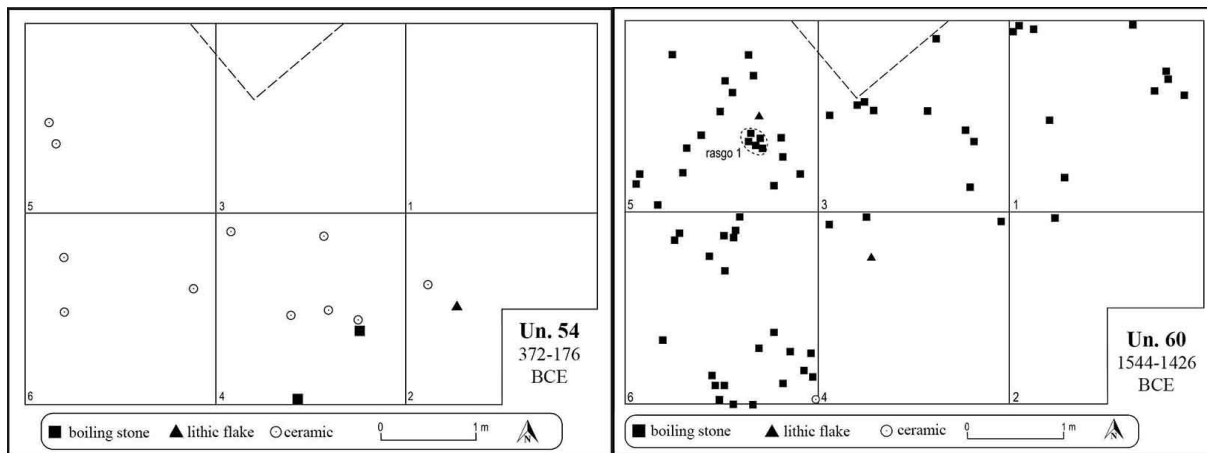 5
3
1
6
4
2
Un. 54
372-176
BCE
boiling stone
lithic flake
ceramic
0
1 m
N
rasgo 1
5
3
1
6
4
2
Un. 60
1544-1426
BCE
boiling stone
lithic flake
ceramic
0
1 m
N